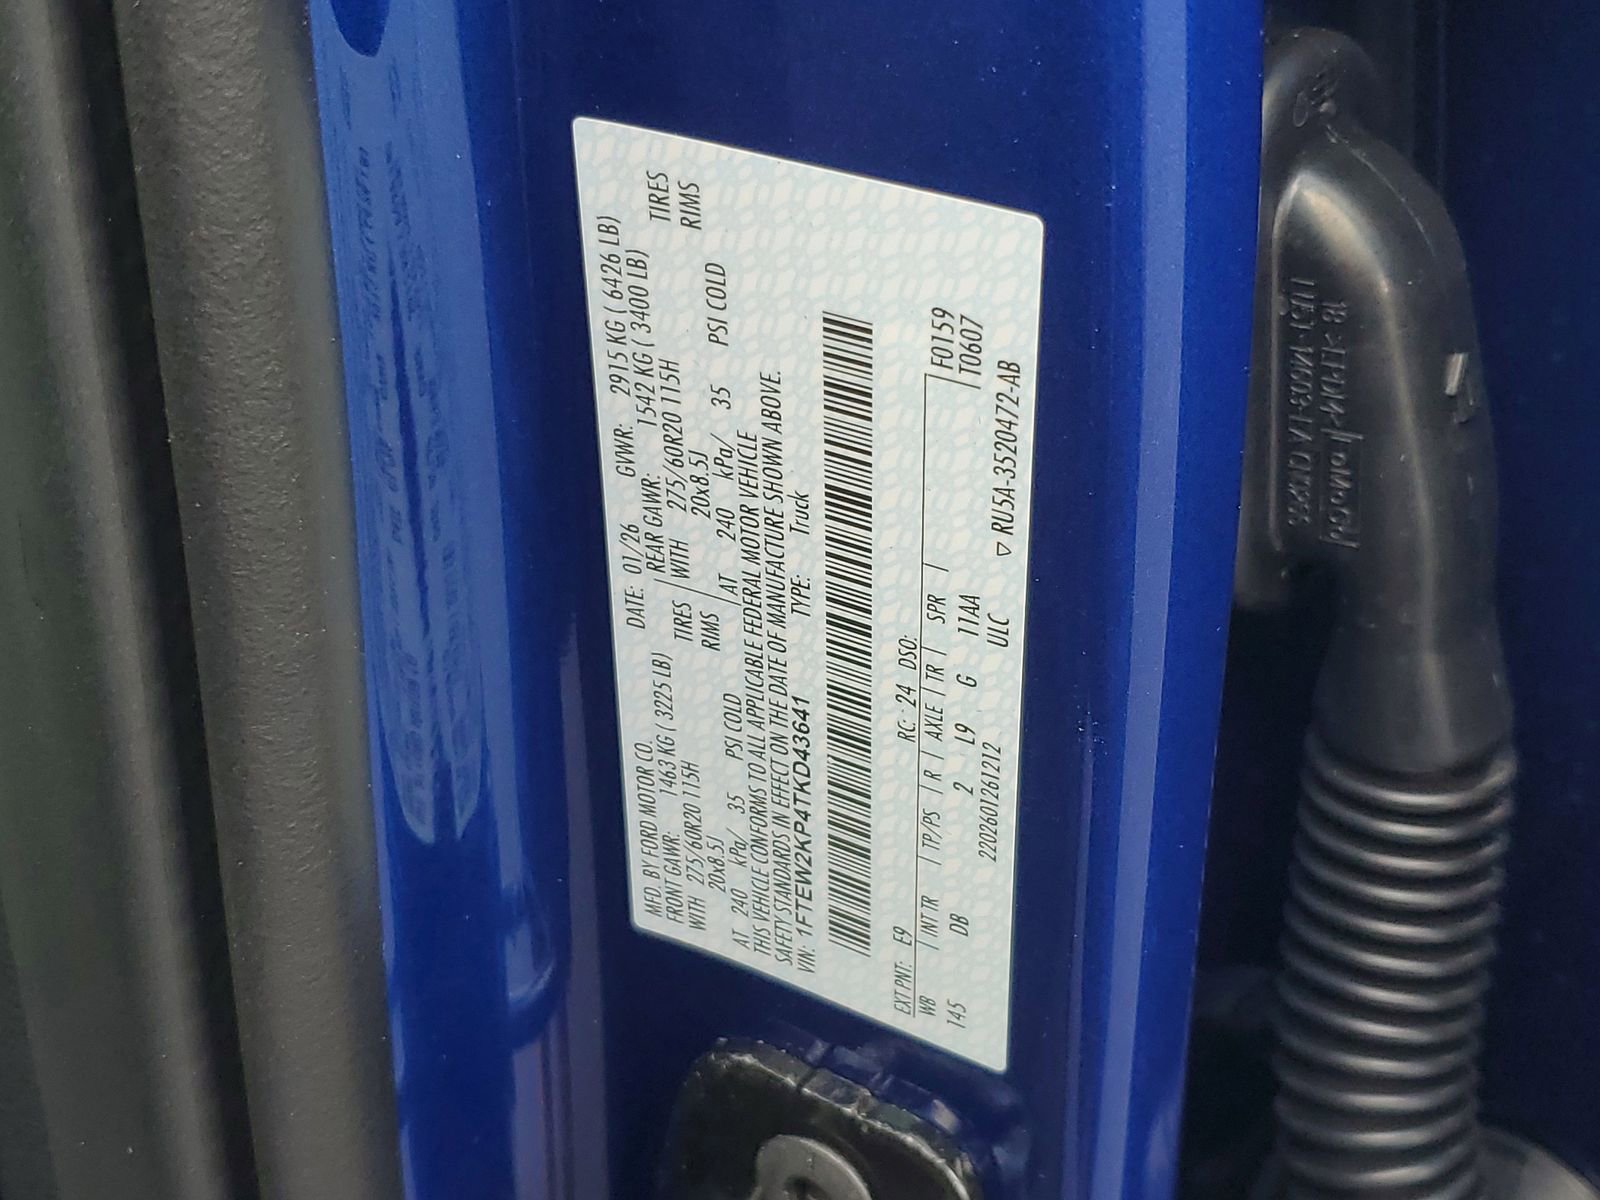 MFD. BY FORD MOTOR CO.
DATE: 01/26 GVWR: 2915 KG ( 6426 LB)
FRONT GAWR: 1463 KG ( 3225 LB)
REAR GAWR: 1542 KG ( 3400 LB)
WITH 275/60R20 115H TIRES
WITH 275/60R20 115H TIRES
20x8.5J RIMS
20x8.5J RIMS
AT 240 kPa/ 35 PSI COLD
AT 240 kPa/ 35 PSI COLD
THIS VEHICLE CONFORMS TO ALL APPLICABLE FEDERAL MOTOR VEHICLE
SAFETY STANDARDS IN EFFECT ON THE DATE OF MANUFACTURE SHOWN ABOVE.
VIN: 1FTEW2KP4TKD43641 TYPE: Truck
EXT PNT: E9 RC: 24 DSO: F0159
WB | INT TR | TP/PS | R | AXLE | TR | SPR | T0607
145 DB 2 L9 G 11AA
2202601261212 ULC ▽ RU5A-3520472-AB